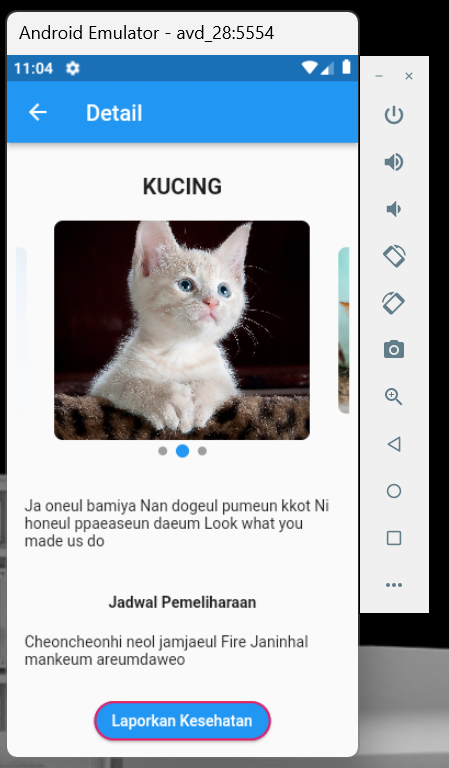 Android Emulator - avd_28:5554
11:04
Detail
KUCING
Ja oneul bamiya Nan dogeul pumeun kkot Ni
honeul ppaeaseun daeum Look what you
made us do
Jadwal Pemeliharaan
Cheoncheonhi neol jamjaeul Fire Janinhal
mankeum areumdaweo
Laporkan Kesehatan